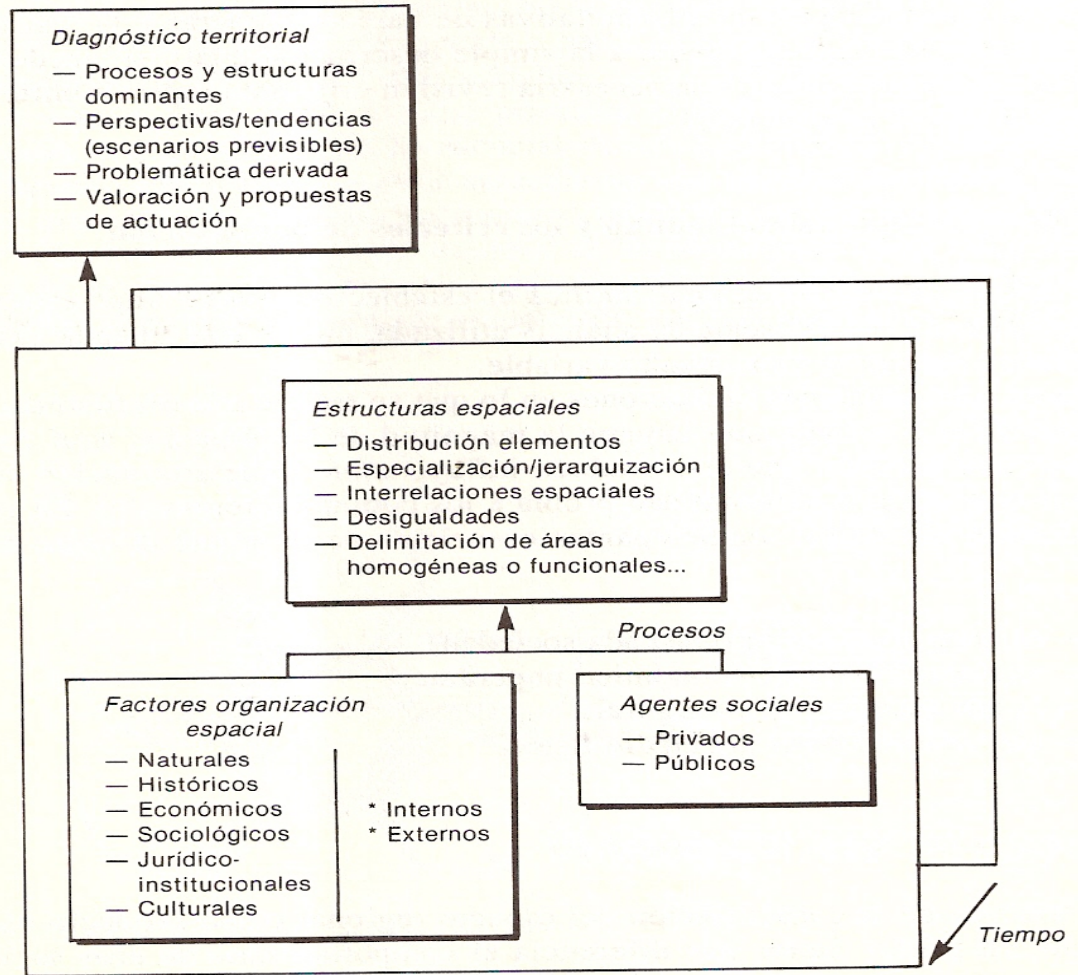 Diagnóstico territorial
— Procesos y estructuras
dominantes
— Perspectivas/tendencias
(escenarios previsibles)
— Problemática derivada
— Valoración y propuestas
de actuación
Estructuras espaciales
— Distribución elementos
— Especialización/jerarquización
— Interrelaciones espaciales
— Desigualdades
— Delimitación de áreas
homogéneas o funcionales...
Procesos
Factores organización
espacial
— Naturales
— Históricos
— Económicos
— Sociológicos
— Jurídico-
institucionales
— Culturales
* Internos
* Externos
Agentes sociales
— Privados
— Públicos
Tiempo